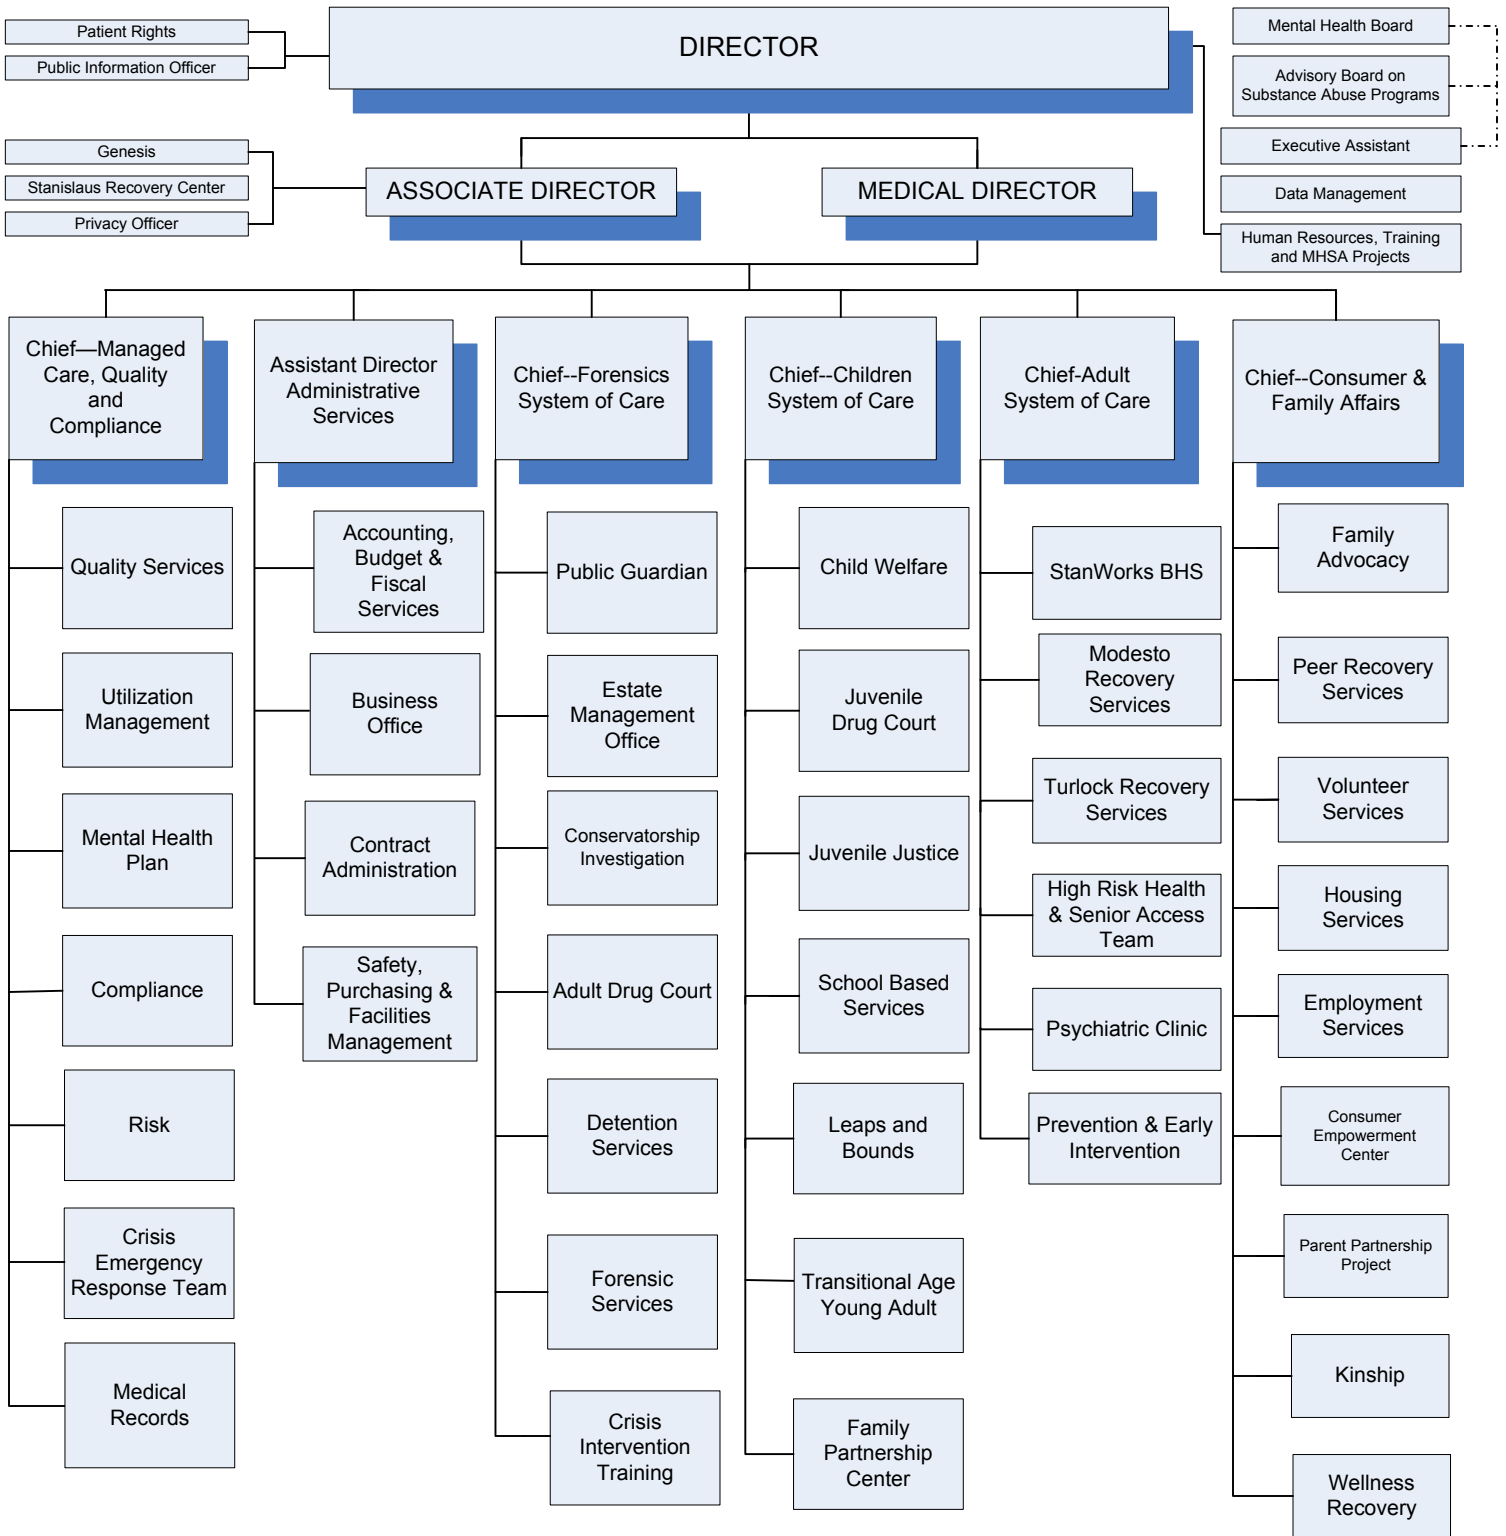 Patient Rights
Public Information Officer
DIRECTOR
Mental Health Board
Advisory Board on
Substance Abuse Programs
Executive Assistant
Data Management
Human Resources, Training
and MHSA Projects
Genesis
Stanislaus Recovery Center
Privacy Officer
ASSOCIATE DIRECTOR
MEDICAL DIRECTOR
Chief—Managed
Care, Quality
and
Compliance
Quality Services
Utilization
Management
Mental Health
Plan
Compliance
Risk
Crisis
Emergency
Response Team
Medical
Records
Assistant Director
Administrative
Services
Accounting,
Budget &
Fiscal
Services
Business
Office
Contract
Administration
Safety,
Purchasing &
Facilities
Management
Chief--Forensics
System of Care
Public Guardian
Estate
Management
Office
Conservatorship
Investigation
Adult Drug Court
Detention
Services
Forensic
Services
Crisis
Intervention
Training
Chief--Children
System of Care
Child Welfare
Juvenile
Drug Court
Juvenile Justice
School Based
Services
Leaps and
Bounds
Transitional Age
Young Adult
Family
Partnership
Center
Chief-Adult
System of Care
StanWorks BHS
Modesto
Recovery
Services
Turlock Recovery
Services
High Risk Health
& Senior Access
Team
Psychiatric Clinic
Prevention & Early
Intervention
Chief--Consumer &
Family Affairs
Family
Advocacy
Peer Recovery
Services
Volunteer
Services
Housing
Services
Employment
Services
Consumer
Empowerment
Center
Parent Partnership
Project
Kinship
Wellness
Recovery